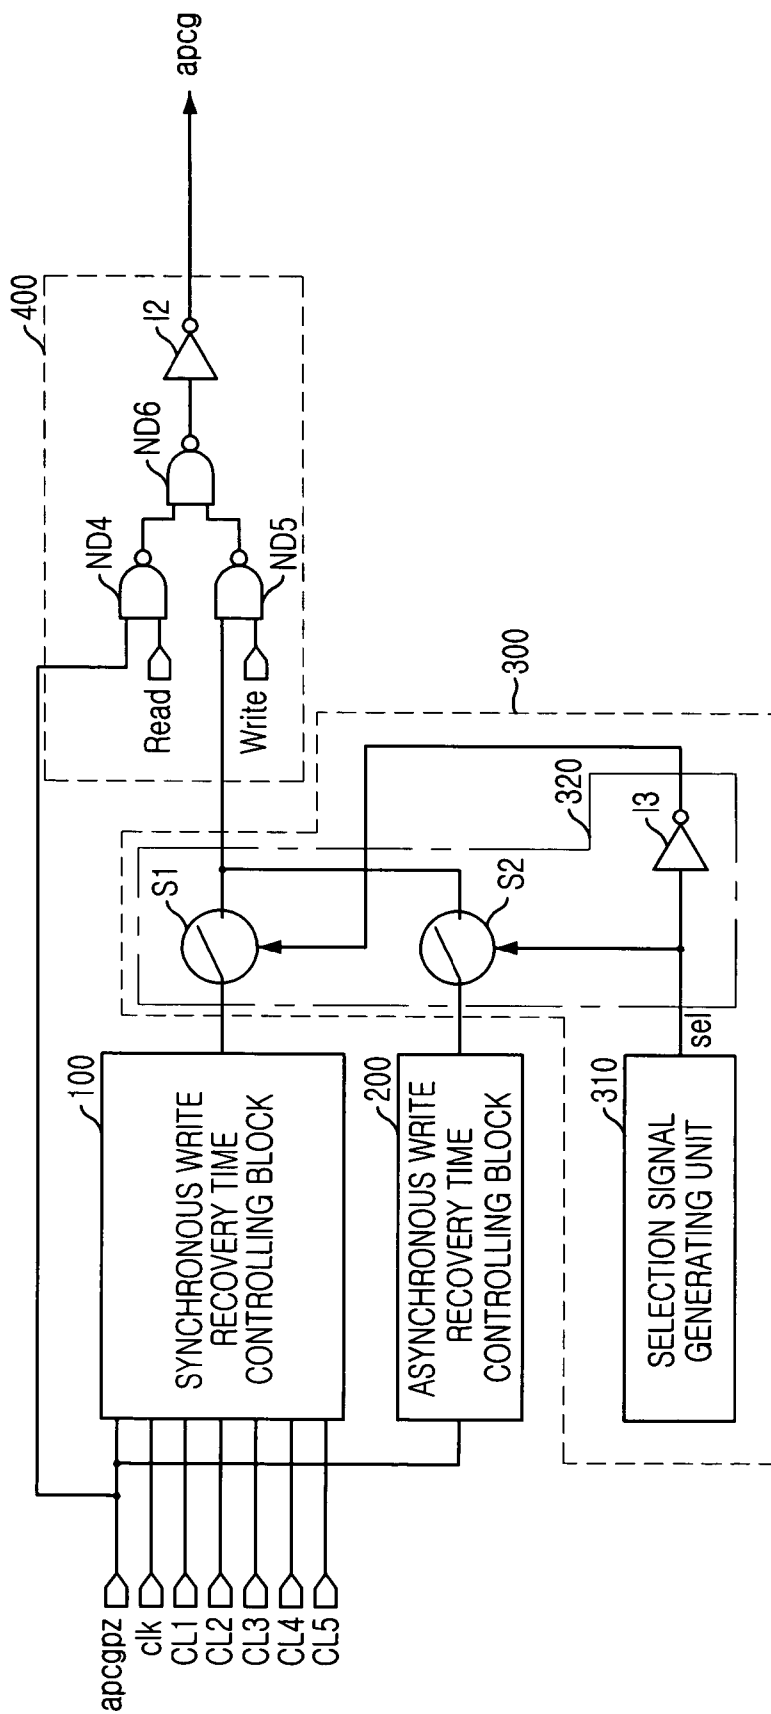 apcgpz
clk
CL1
CL2
CL3
CL4
CL5
100
SYNCHRONOUS WRITE
RECOVERY TIME
CONTROLLING BLOCK
200
ASYNCHRONOUS WRITE
RECOVERY TIME
CONTROLLING BLOCK
310
SELECTION SIGNAL
GENERATING UNIT
sel
S1
S2
320
I3
300
Read
Write
ND4
ND5
ND6
I2
400
apcg